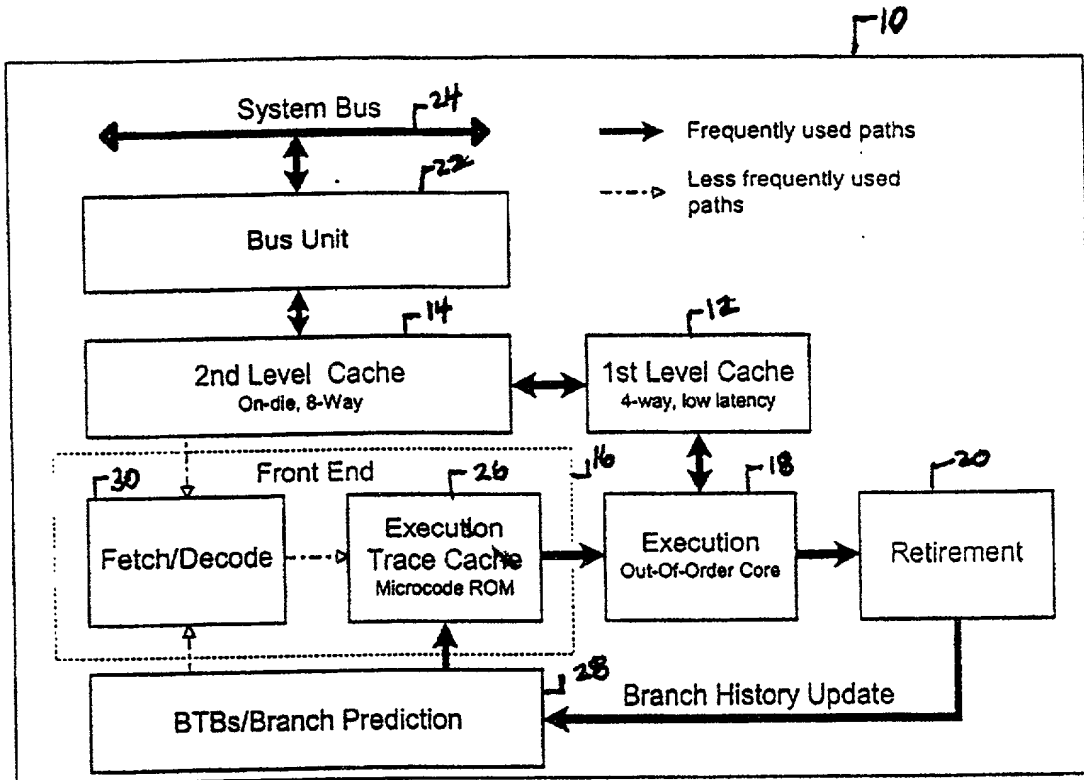 10
System Bus
24
Frequently used paths
Less frequently used
paths
22
Bus Unit
14
2nd Level Cache
On-die, 8-Way
12
1st Level Cache
4-way, low latency
Front End
16
30
Fetch/Decode
26
Execution
Trace Cache
Microcode ROM
18
Execution
Out-Of-Order Core
20
Retirement
28
BTBs/Branch Prediction
Branch History Update